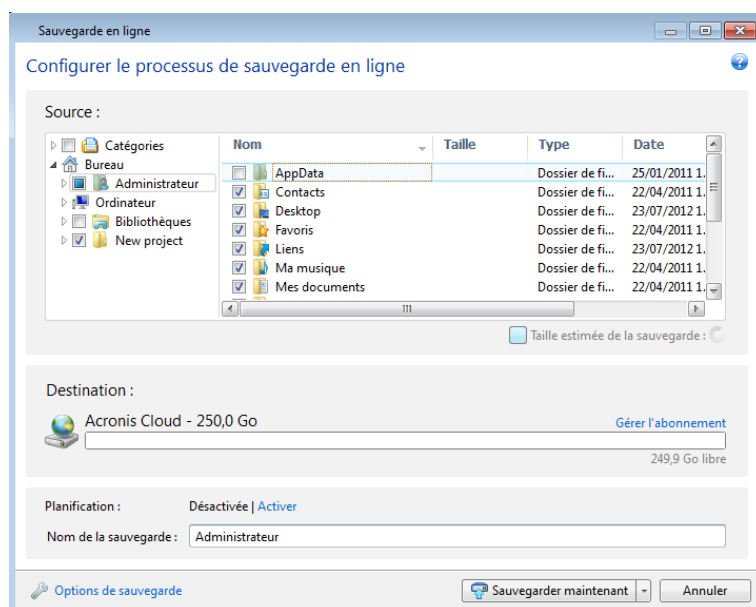 Sauvegarde en ligne
Configurer le processus de sauvegarde en ligne
Source :
Catégories
Bureau
Administrateur
Ordinateur
Bibliothèques
New project
Nom Taille Type Date
AppData Dossier de fi... 25/01/2011 1.
Contacts Dossier de fi... 22/04/2011 1.
Desktop Dossier de fi... 23/07/2012 1.
Favoris Dossier de fi... 22/04/2011 1.
Liens Dossier de fi... 23/07/2012 1.
Ma musique Dossier de fi... 22/04/2011 1.
Mes documents Dossier de fi... 22/04/2011 1.
Taille estimée de la sauvegarde :
Destination :
Acronis Cloud - 250,0 Go
Gérer l'abonnement
249,9 Go libre
Planification : Désactivée | Activer
Nom de la sauvegarde : Administrateur
Options de sauvegarde
Sauvegarder maintenant
Annuler